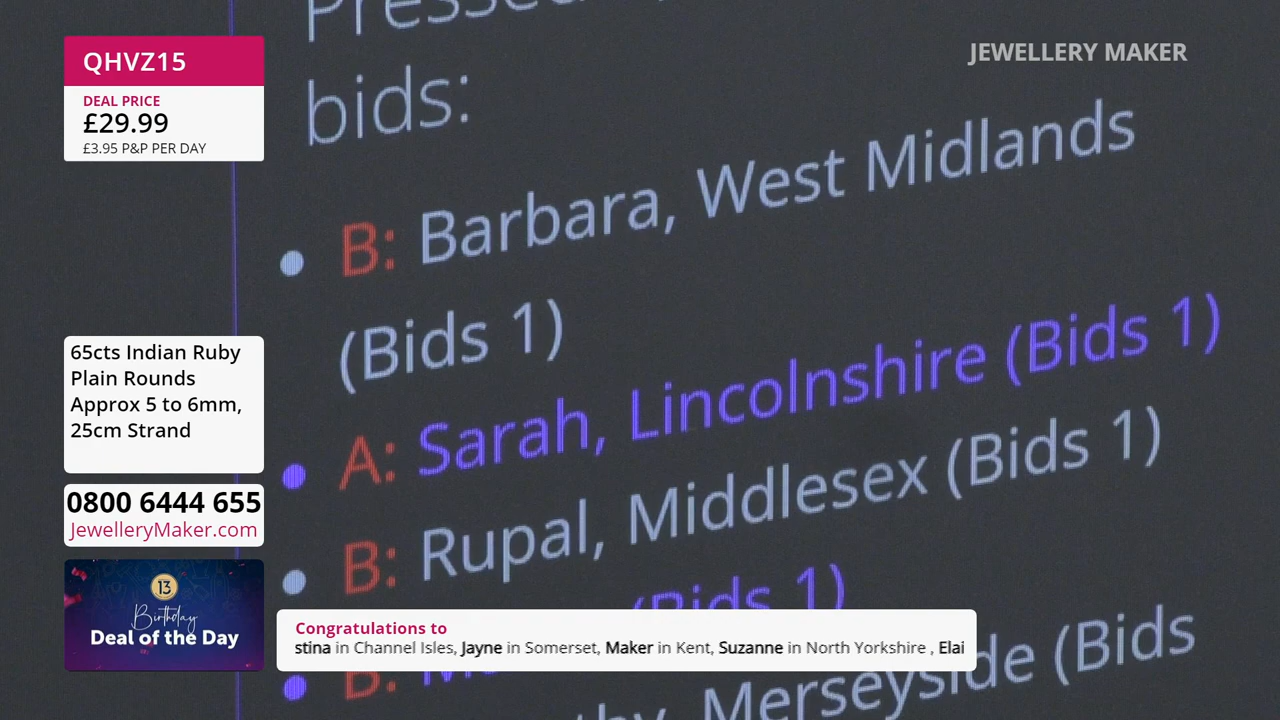 QHVZ15
DEAL PRICE
£29.99
£3.95 P&P PER DAY
JEWELLERY MAKER
bids:
B: Barbara, West Midlands
(Bids 1)
A: Sarah, Lincolnshire (Bids 1)
B: Rupal, Middlesex (Bids 1)
(Bids 1)
B:
Merseyside (Bids
65cts Indian Ruby
Plain Rounds
Approx 5 to 6mm,
25cm Strand
0800 6444 655
JewelleryMaker.com
13
Birthday
Deal of the Day
Congratulations to
stina in Channel Isles, Jayne in Somerset, Maker in Kent, Suzanne in North Yorkshire , Elai